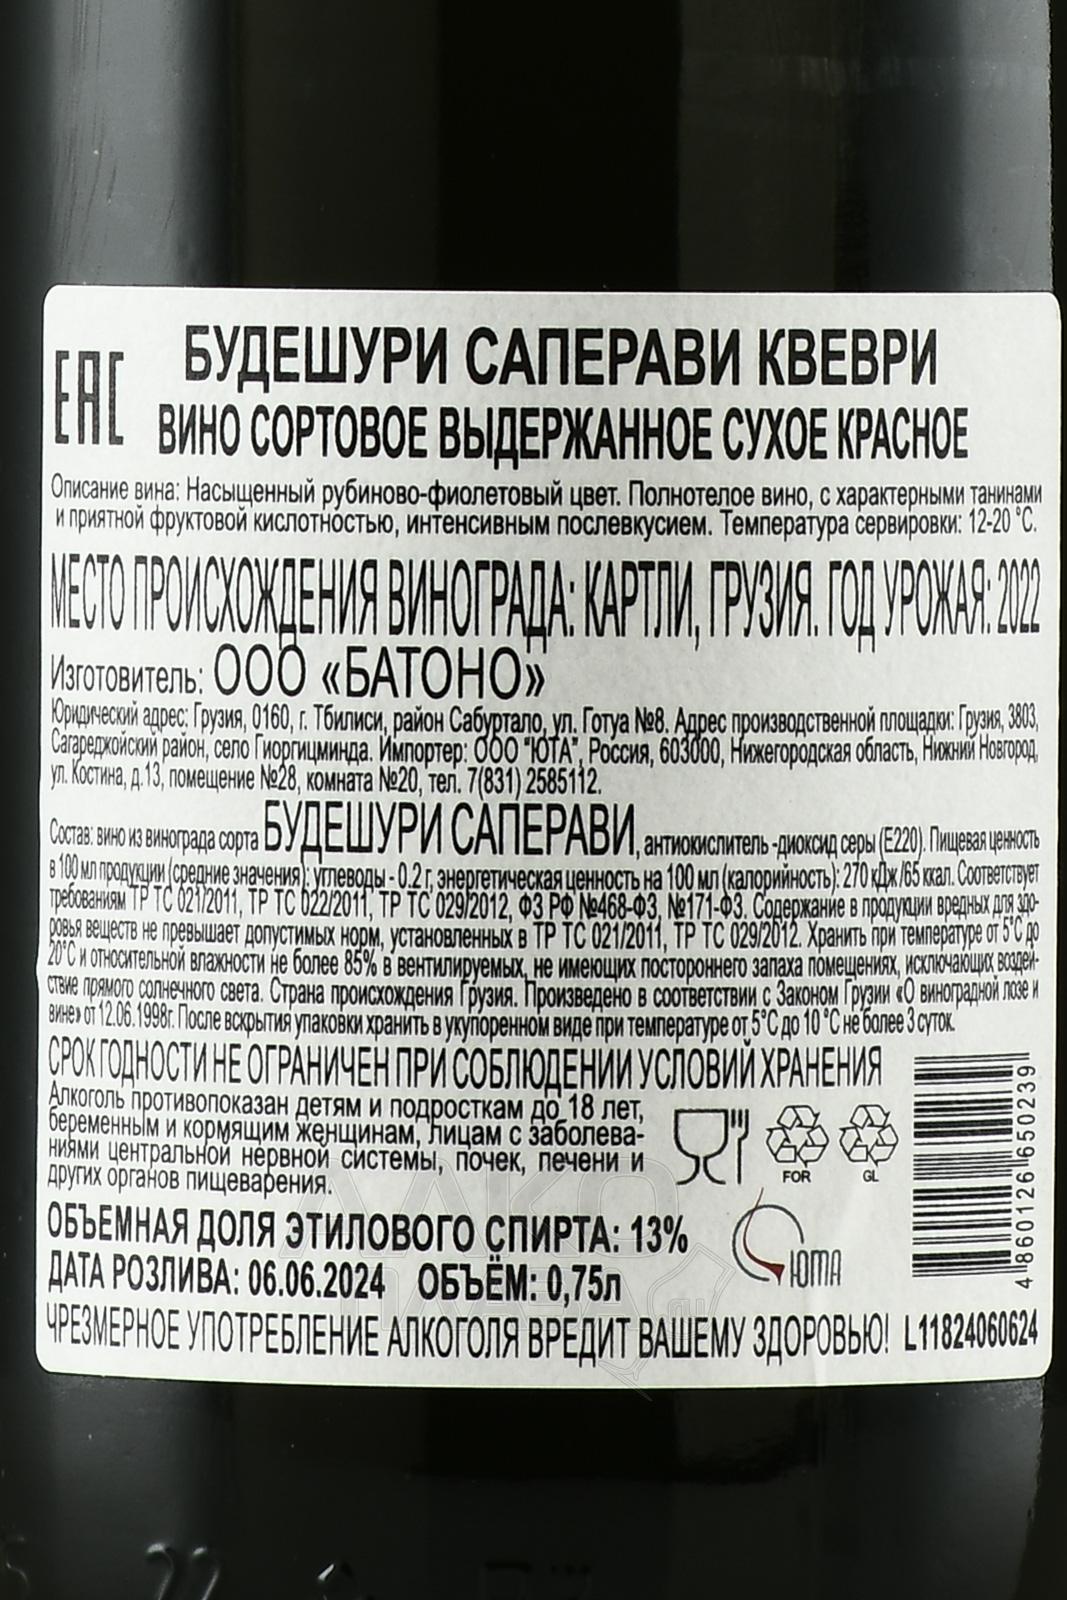 ЕАС
БУДЕШУРИ САПЕРАВИ КВЕВРИ
ВИНО СОРТОВОЕ ВЫДЕРЖАННОЕ СУХОЕ КРАСНОЕ
Описание вина: Насыщенный рубиново-фиолетовый цвет. Полнотелое вино, с характерными танинами
и приятной фруктовой кислотностью, интенсивным послевкусием. Температура сервировки: 12-20 °С.
МЕСТО ПРОИСХОЖДЕНИЯ ВИНОГРАДА: КАРТЛИ, ГРУЗИЯ. ГОД УРОЖАЯ: 2022
Изготовитель: ООО «БАТОНО»
Юридический адрес: Грузия, 0160, г. Тбилиси, район Сабуртало, ул. Готуа №8. Адрес производственной площадки: Грузия, 3803,
Сагареджойский район, село Гиоргицминда. Импортер: ООО "ЮТА", Россия, 603000, Нижегородская область, Нижний Новгород,
ул. Костина, д.13, помещение №28, комната №20, тел. 7(831) 2585112.
Состав: вино из винограда сорта БУДЕШУРИ САПЕРАВИ, антиокислитель -диоксид серы (Е220). Пищевая ценность
в 100 мл продукции (средние значения): углеводы - 0.2 г, энергетическая ценность на 100 мл (калорийность): 270 кДж /65 ккал. Соответствует
требованиям ТР ТС 021/2011, ТР ТС 022/2011, ТР ТС 029/2012, ФЗ РФ №468-ФЗ, №171-ФЗ. Содержание в продукции вредных для здо-
ровья веществ не превышает допустимых норм, установленных в ТР ТС 021/2011, ТР ТС 029/2012. Хранить при температуре от 5°С до
20°С и относительной влажности не более 85% в вентилируемых, не имеющих постороннего запаха помещениях, исключающих воздей-
ствие прямого солнечного света. Страна происхождения Грузия. Произведено в соответствии с Законом Грузии «О виноградной лозе и
вине» от 12.06.1998г. После вскрытия упаковки хранить в укупоренном виде при температуре от 5°С до 10 °С не более 3 суток.
СРОК ГОДНОСТИ НЕ ОГРАНИЧЕН ПРИ СОБЛЮДЕНИИ УСЛОВИЙ ХРАНЕНИЯ
Алкоголь противопоказан детям и подросткам до 18 лет,
беременным и кормящим женщинам, лицам с заболева-
ниями центральной нервной системы, почек, печени и
других органов пищеварения.
FOR
GL
4 860126 650239
ОБЪЕМНАЯ ДОЛЯ ЭТИЛОВОГО СПИРТА: 13%
ДАТА РОЗЛИВА: 06.06.2024 ОБЪЁМ: 0,75л
ЮТА
ЧРЕЗМЕРНОЕ УПОТРЕБЛЕНИЕ АЛКОГОЛЯ ВРЕДИТ ВАШЕМУ ЗДОРОВЬЮ! L11824060624
АЛКО
ПЛАЗА